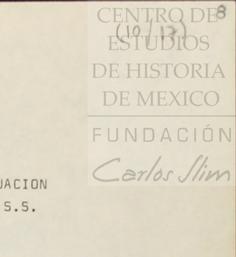 CENTRO DE
8
(10/13)
ESTUDIOS
DE HISTORIA
DE MEXICO
FUNDACIÓN
Carlos Slim
UACION
S.S.